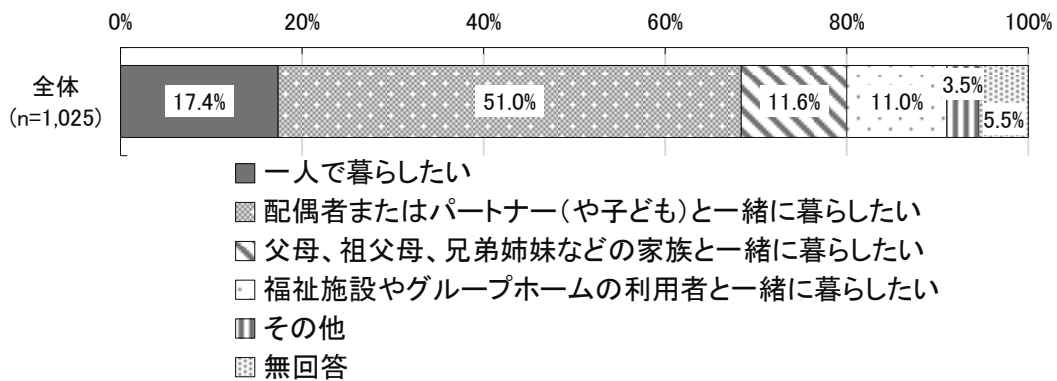 0% 20% 40% 60% 80% 100%
全体
(n=1,025)
17.4% 51.0% 11.6% 11.0% 3.5% 5.5%
一人で暮らしたい
配偶者またはパートナー(や子ども)と一緒に暮らしたい
父母、祖父母、兄弟姉妹などの家族と一緒に暮らしたい
福祉施設やグループホームの利用者と一緒に暮らしたい
その他
無回答